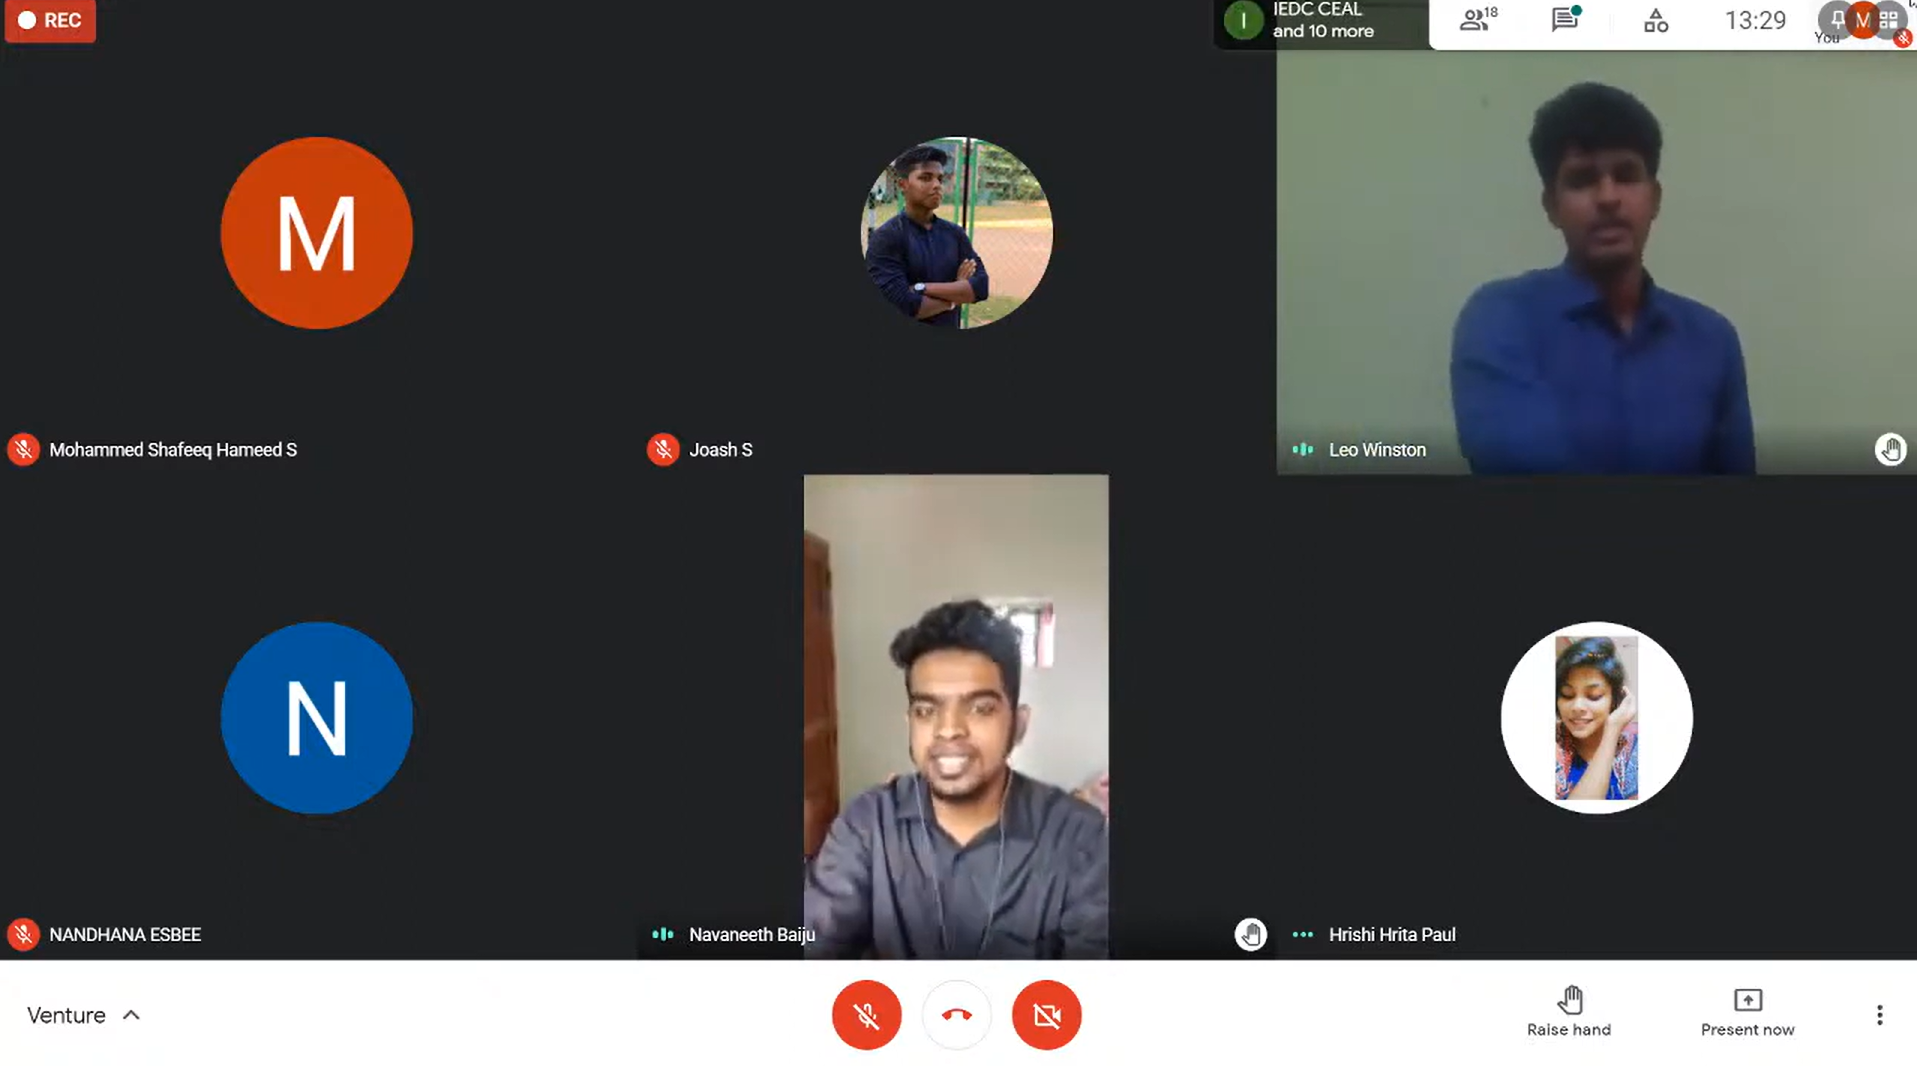 REC
IEDC CEAL
and 10 more
18
13:29
M
You
M
Mohammed Shafeeq Hameed S
Joash S
Leo Winston
N
NANDHANA ESBEE
Navaneeth Baiju
Hrishi Hrita Paul
Venture
Raise hand
Present now
I